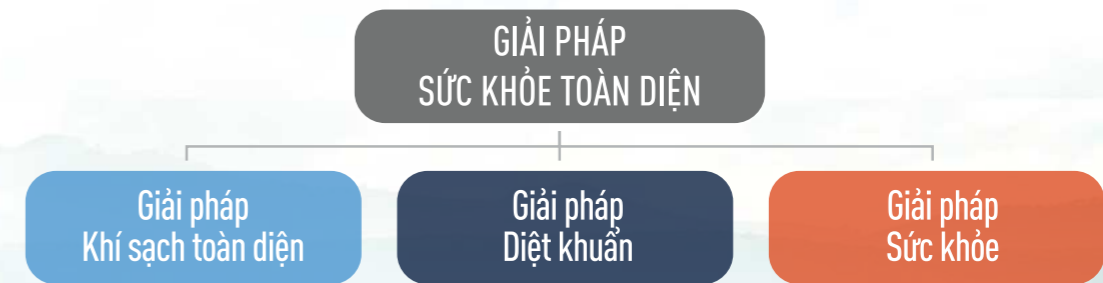 GIẢI PHÁP
SỨC KHỎE TOÀN DIỆN
Giải pháp
Khí sạch toàn diện
Giải pháp
Diệt khuẩn
Giải pháp
Sức khỏe